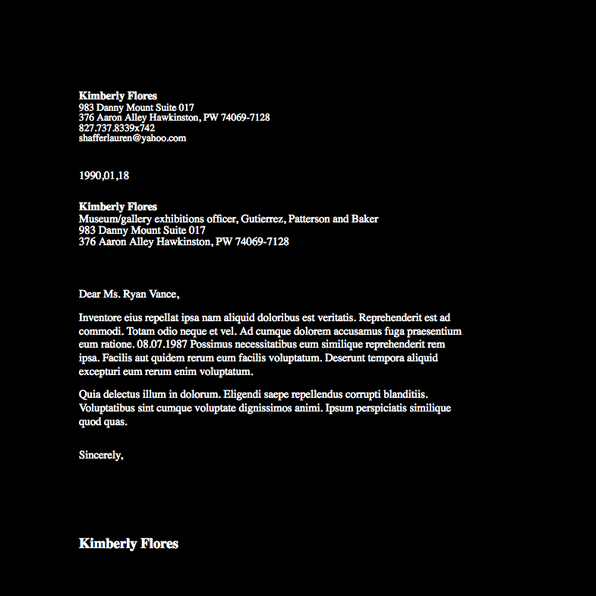 Kimberly Flores
983 Danny Mount Suite 017
376 Aaron Alley Hawkinston, PW 74069-7128
827.737.8339x742
shafferlauren@yahoo.com
1990,01,18
Kimberly Flores
Museum/gallery exhibitions officer, Gutierrez, Patterson and Baker
983 Danny Mount Suite 017
376 Aaron Alley Hawkinston, PW 74069-7128
Dear Ms. Ryan Vance,
Inventore eius repellat ipsa nam aliquid doloribus est veritatis. Reprehenderit est ad
commodi. Totam odio neque et vel. Ad cumque dolorem accusamus fuga praesentium
eum ratione. 08.07.1987 Possimus necessitatibus eum similique reprehenderit rem
ipsa. Facilis aut quidem rerum eum facilis voluptatum. Deserunt tempora aliquid
excepturi eum rerum enim voluptatum.
Quia delectus illum in dolorum. Eligendi saepe repellendus corrupti blanditiis.
Voluptatibus sint cumque voluptate dignissimos animi. Ipsum perspiciatis similique
quod quas.
Sincerely,
Kimberly Flores